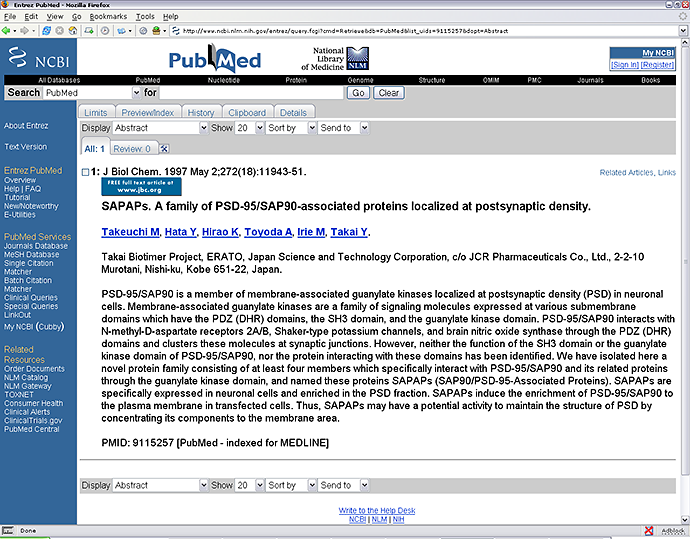 Entrez PubMed - Mozilla Firefox
File Edit View Go Bookmarks Tools Help
http://www.ncbi.nlm.nih.gov/entrez/query.fcgi?cmd=Retrieve&db=PubMed&list_uids=9115257&dopt=Abstract
NCBI
PubMed
National
Library
of Medicine
NLM
My NCBI
[Sign In] [Register]
All Databases PubMed Nucleotide Protein Genome Structure OMIM PMC Journals Books
Search PubMed for Go Clear
Limits Preview/Index History Clipboard Details
Display Abstract Show 20 Sort by Send to
All: 1 Review: 0
About Entrez
Text Version
Entrez PubMed
Overview
Help | FAQ
Tutorial
New/Noteworthy
E-Utilities
PubMed Services
Journals Database
MeSH Database
Single Citation
Matcher
Batch Citation
Matcher
Clinical Queries
Special Queries
LinkOut
My NCBI (Cubby)
Related
Resources
Order Documents
NLM Catalog
NLM Gateway
TOXNET
Consumer Health
Clinical Alerts
ClinicalTrials.gov
PubMed Central
1: J Biol Chem. 1997 May 2;272(18):11943-51.
Related Articles, Links
FREE full text article at
www.jbc.org
SAPAPs. A family of PSD-95/SAP90-associated proteins localized at postsynaptic density.
Takeuchi M, Hata Y, Hirao K, Toyoda A, Irie M, Takai Y.
Takai Biotimer Project, ERATO, Japan Science and Technology Corporation, c/o JCR Pharmaceuticals Co., Ltd., 2-2-10
Murotani, Nishi-ku, Kobe 651-22, Japan.
PSD-95/SAP90 is a member of membrane-associated guanylate kinases localized at postsynaptic density (PSD) in neuronal
cells. Membrane-associated guanylate kinases are a family of signaling molecules expressed at various submembrane
domains which have the PDZ (DHR) domains, the SH3 domain, and the guanylate kinase domain. PSD-95/SAP90 interacts with
N-methyl-D-aspartate receptors 2A/B, Shaker-type potassium channels, and brain nitric oxide synthase through the PDZ (DHR)
domains and clusters these molecules at synaptic junctions. However, neither the function of the SH3 domain or the guanylate
kinase domain of PSD-95/SAP90, nor the protein interacting with these domains has been identified. We have isolated here a
novel protein family consisting of at least four members which specifically interact with PSD-95/SAP90 and its related proteins
through the guanylate kinase domain, and named these proteins SAPAPs (SAP90/PSD-95-Associated Proteins). SAPAPs are
specifically expressed in neuronal cells and enriched in the PSD fraction. SAPAPs induce the enrichment of PSD-95/SAP90 to
the plasma membrane in transfected cells. Thus, SAPAPs may have a potential activity to maintain the structure of PSD by
concentrating its components to the membrane area.
PMID: 9115257 [PubMed - indexed for MEDLINE]
Display Abstract Show 20 Sort by Send to
Write to the Help Desk
NCBI | NLM | NIH
Done
Adblock